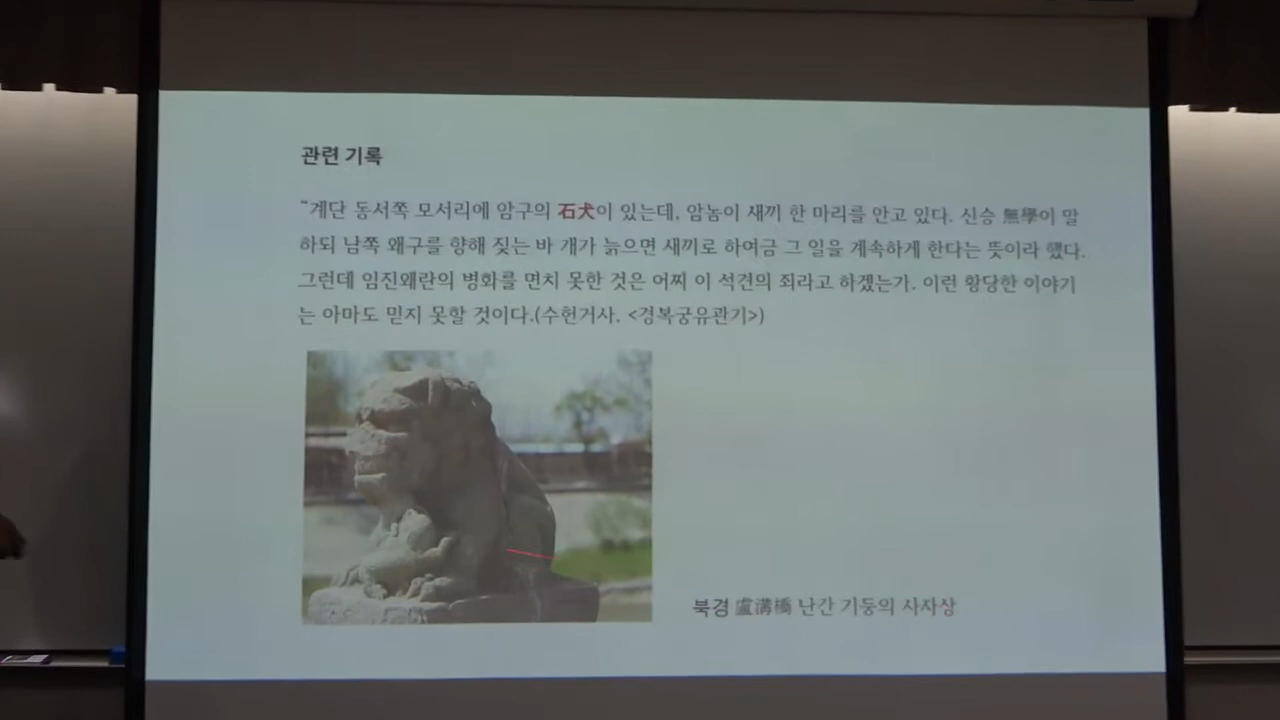 관련 기록
“계단 동서쪽 모서리에 암구의 石犬이 있는데, 암놈이 새끼 한 마리를 안고 있다. 신승 無學이 말
하되 남쪽 왜구를 향해 짖는 바 개가 늙으면 새끼로 하여금 그 일을 계속하게 한다는 뜻이라 했다.
그런데 임진왜란의 병화를 면치 못한 것은 어찌 이 석견의 죄라고 하겠는가. 이런 황당한 이야기
는 아마도 믿지 못할 것이다.(수헌거사. <경복궁유관기>)
북경 盧溝橋 난간 기둥의 사자상